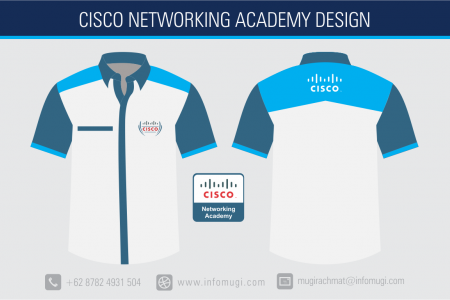 CISCO NETWORKING ACADEMY DESIGN
CISCO
CISCO
CISCO
Networking
Academy
+62 8782 4931 504
www.infomugi.com
mugirachmat@infomugi.com